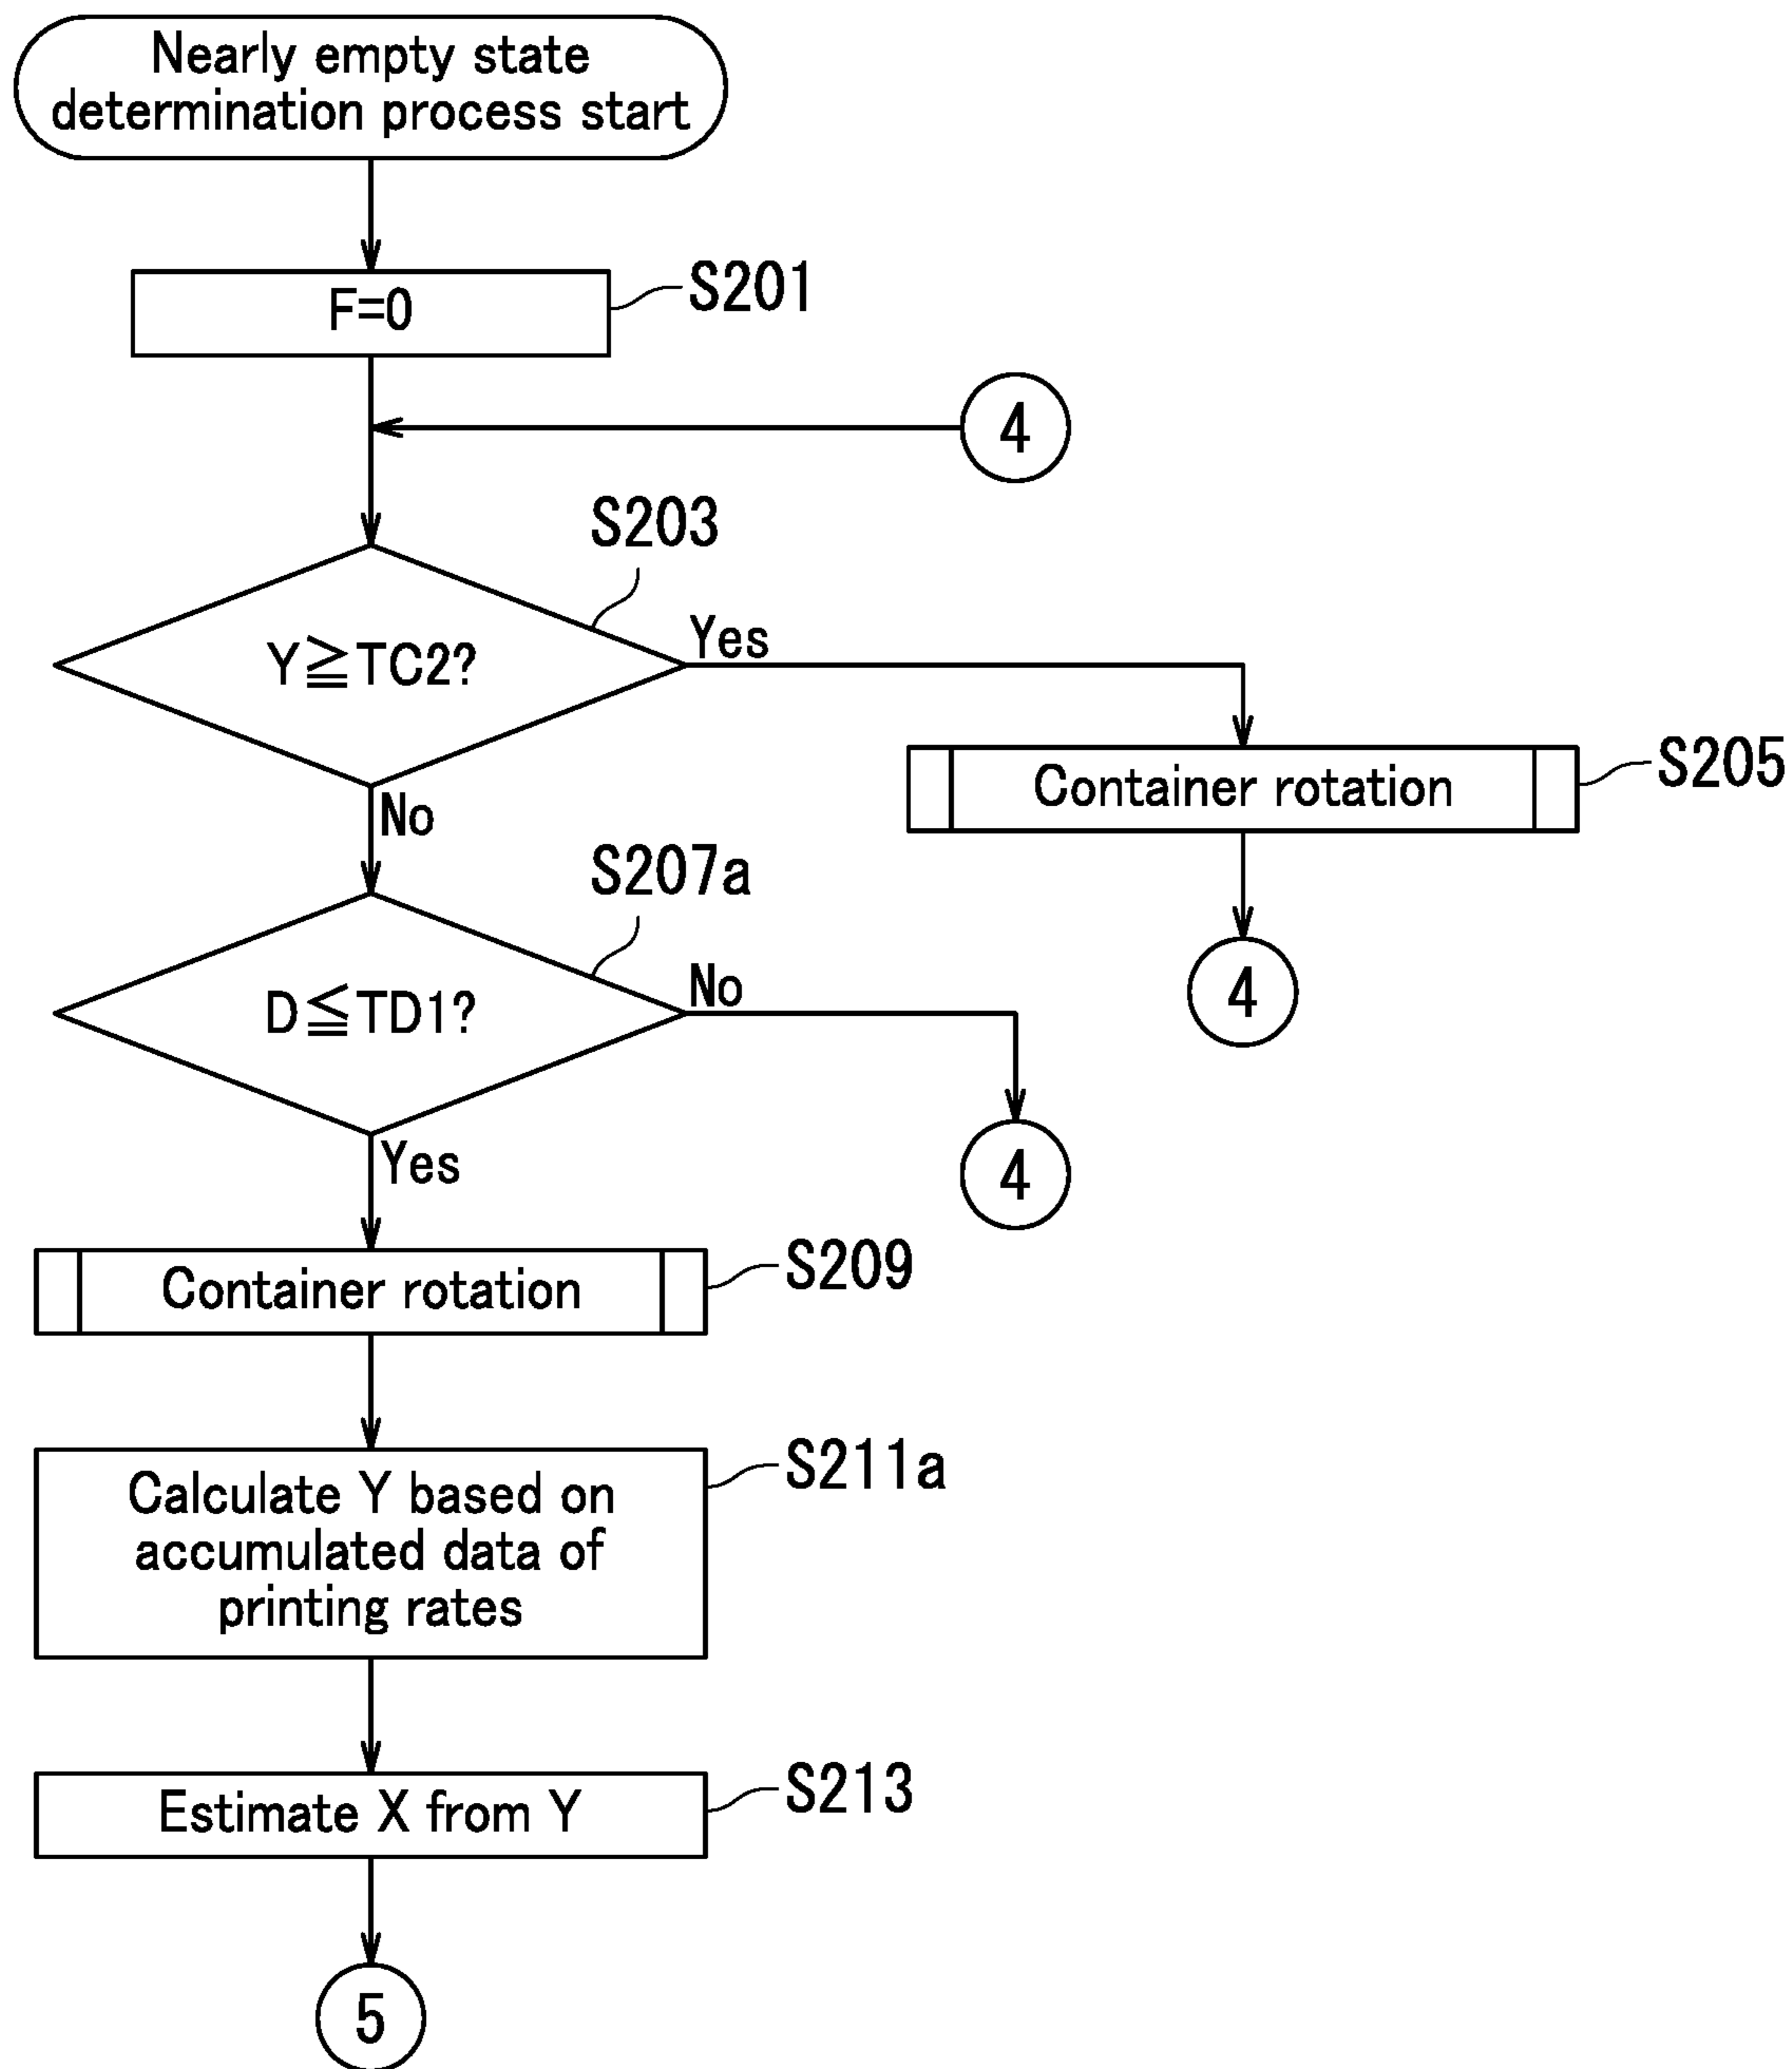 Nearly empty state
determination process start
F=0
S201
4
S203
Y≧TC2?
Yes
No
Container rotation
S205
4
S207a
D≦TD1?
No
Yes
4
Container rotation
S209
Calculate Y based on
accumulated data of
printing rates
S211a
Estimate X from Y
S213
5